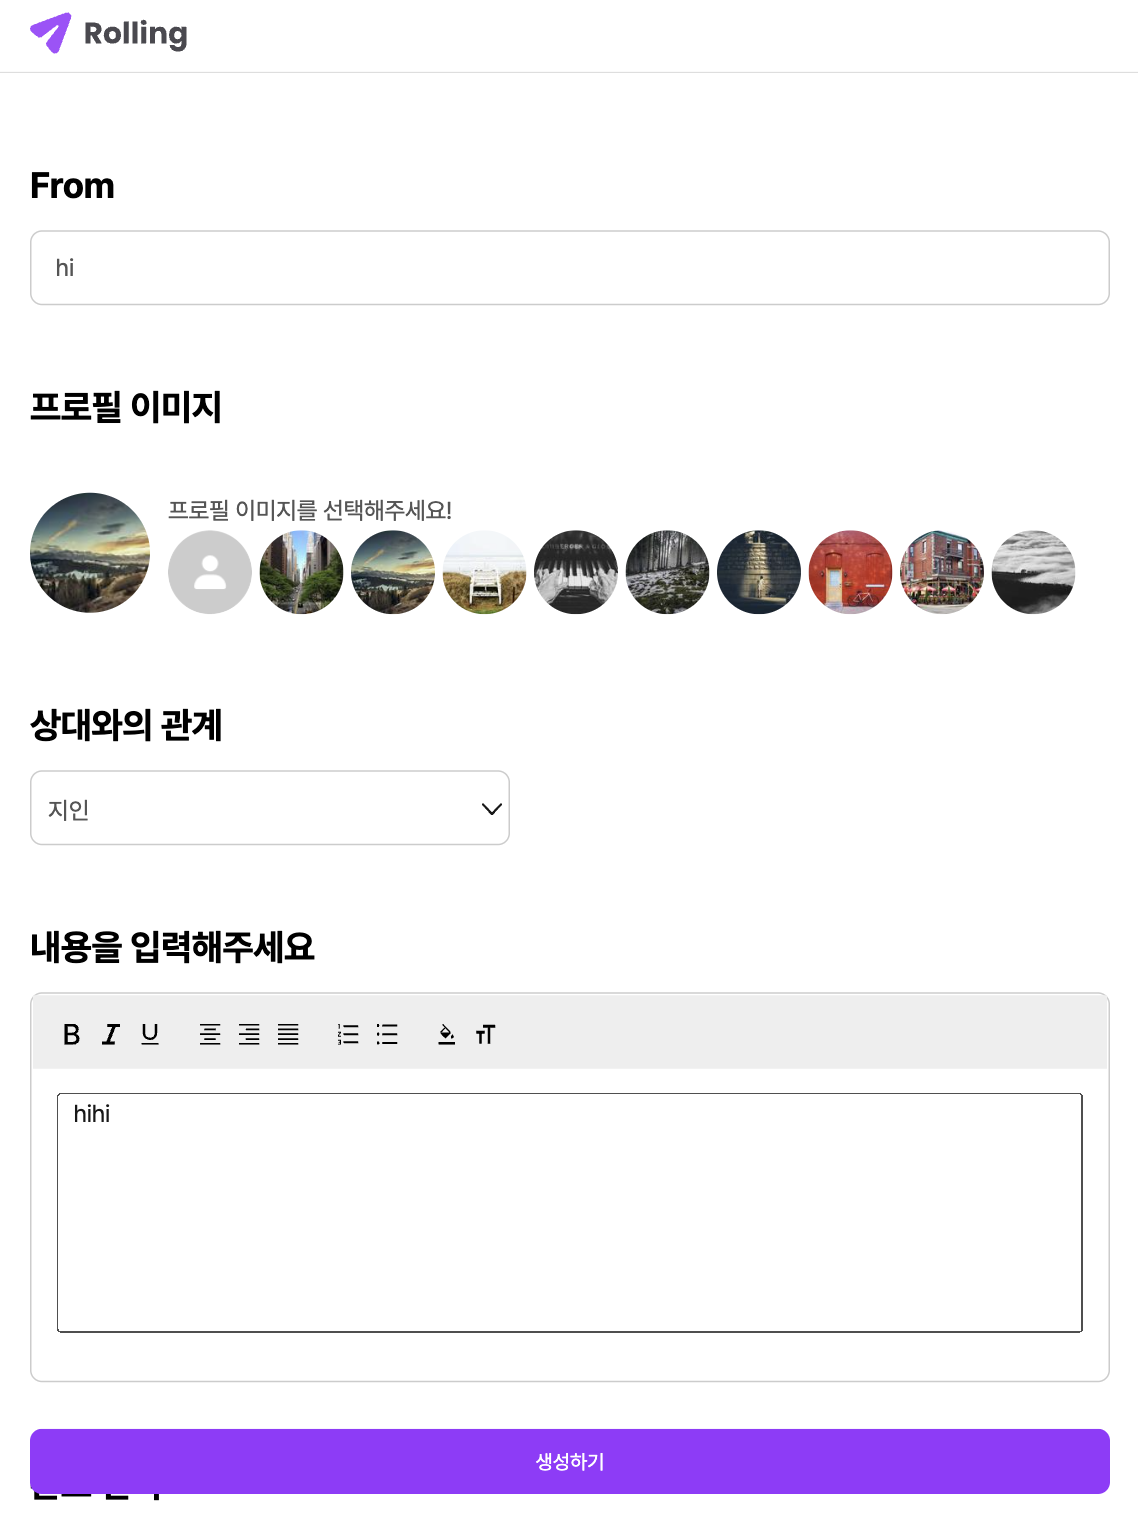 Rolling
From
hi
프로필 이미지
프로필 이미지를 선택해주세요!
상대와의 관계
지인
내용을 입력해주세요
B I U
hihi
생성하기